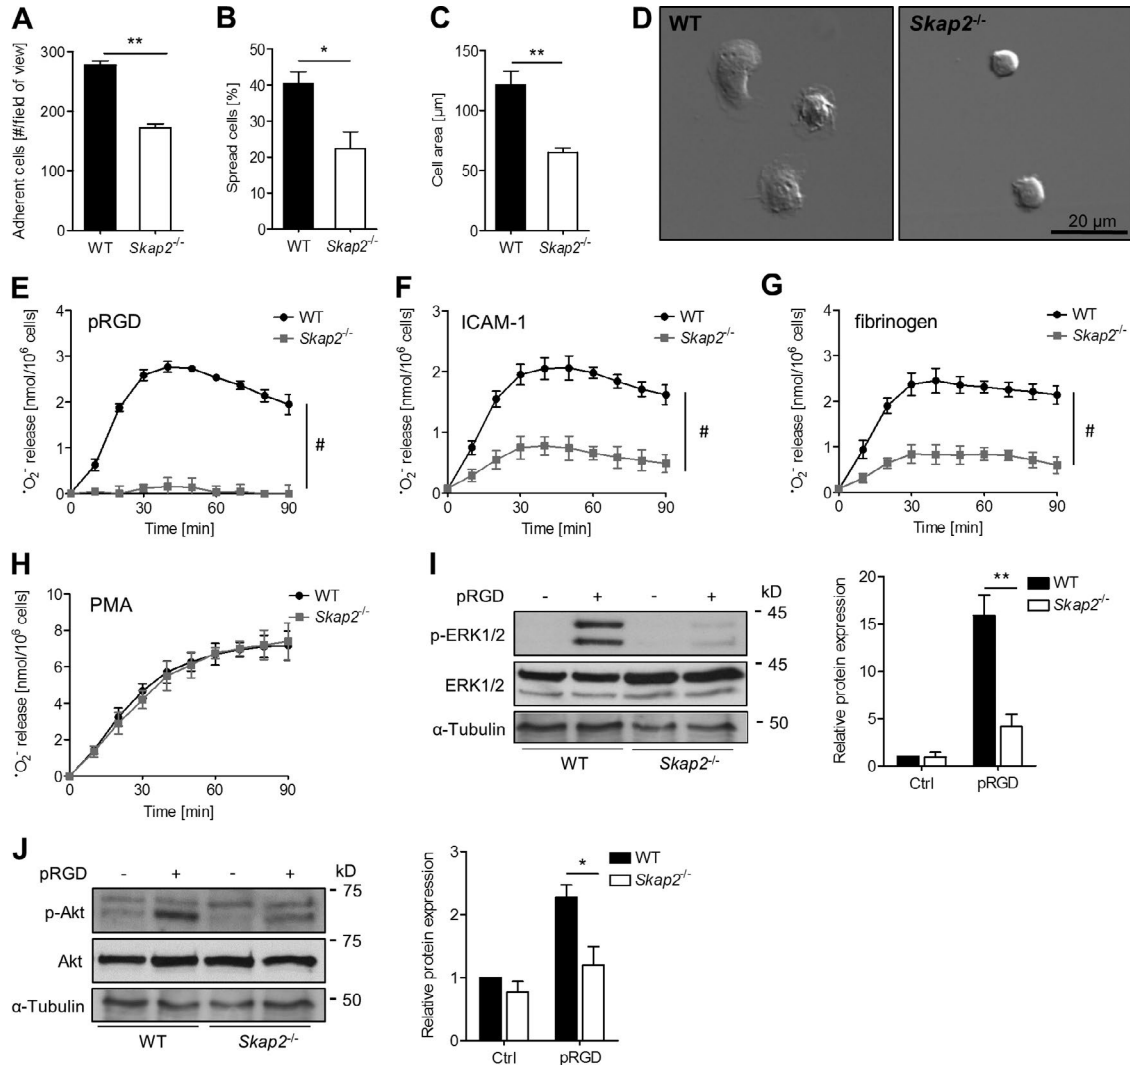 A
Adherent cells [#/field of view]
300
200
100
0
**
WT
Skap2-/-
B
Spread cells [%]
50
40
30
20
10
0
*
WT
Skap2-/-
C
Cell area [µm]
150
100
50
0
**
WT
Skap2-/-
D
WT
Skap2-/-
20 µm
E
•O2- release [nmol/10⁶ cells]
4
3
2
1
0
pRGD
WT
Skap2-/-
#
0 30 60 90
Time [min]
F
•O2- release [nmol/10⁶ cells]
3
2
1
0
ICAM-1
WT
Skap2-/-
#
0 30 60 90
Time [min]
G
•O2- release [nmol/10⁶ cells]
4
3
2
1
0
fibrinogen
WT
Skap2-/-
#
0 30 60 90
Time [min]
H
•O2- release [nmol/10⁶ cells]
10
8
6
4
2
0
PMA
WT
Skap2-/-
0 30 60 90
Time [min]
I
pRGD - + - + kD
p-ERK1/2
- 45
ERK1/2
- 45
α-Tubulin
- 50
WT Skap2-/-
Relative protein expression
20
15
10
5
0
**
WT
Skap2-/-
Ctrl pRGD
J
pRGD - + - + kD
p-Akt
- 75
Akt
- 75
α-Tubulin
- 50
WT Skap2-/-
Relative protein expression
3
2
1
0
*
WT
Skap2-/-
Ctrl pRGD